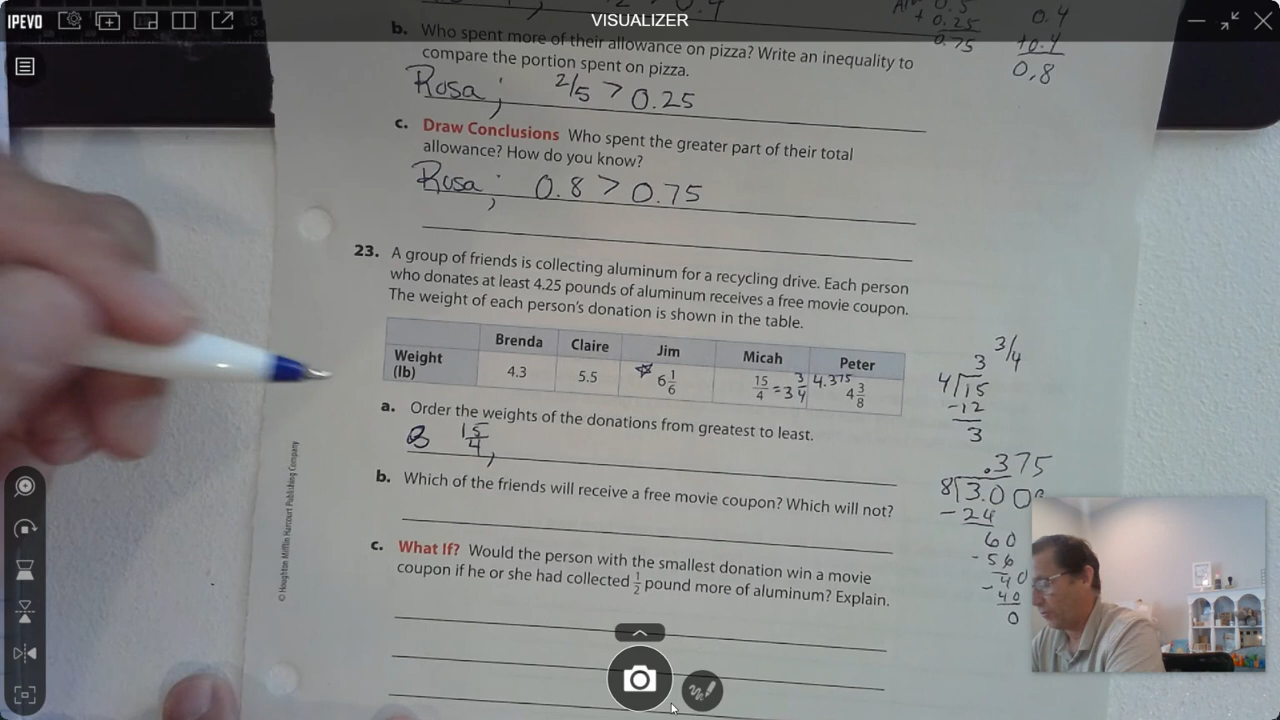 IPEVO
VISUALIZER
+ 0.25
0.75
0.4
+0.4
0.8
b. Who spent more of their allowance on pizza? Write an inequality to
compare the portion spent on pizza.
Rosa; 2/5 > 0.25
c. Draw Conclusions Who spent the greater part of their total
allowance? How do you know?
Rosa; 0.8 > 0.75
23. A group of friends is collecting aluminum for a recycling drive. Each person
who donates at least 4.25 pounds of aluminum receives a free movie coupon.
The weight of each person's donation is shown in the table.
Brenda Claire Jim Micah Peter
Weight
(lb)
4.3 5.5 6 1/6 15/4 = 3 3/4 4.375 4 3/8
a. Order the weights of the donations from greatest to least.
15/4,
b. Which of the friends will receive a free movie coupon? Which will not?
c. What If? Would the person with the smallest donation win a movie
coupon if he or she had collected 1/2 pound more of aluminum? Explain.
© Houghton Mifflin Harcourt Publishing Company
3 3/4
4)15
-12
3
.375
8)3.00
-24
60
-56
40
-40
0